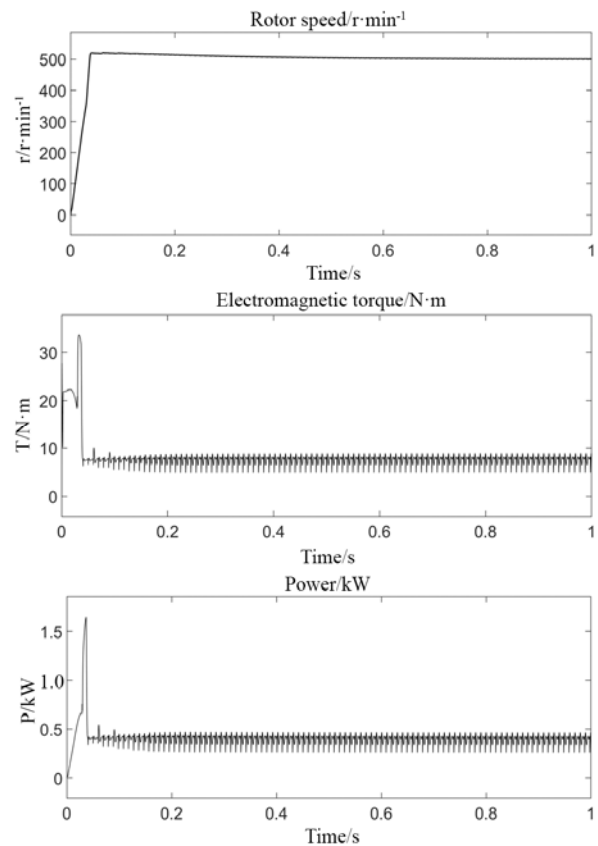 Rotor speed/r·min⁻¹
r/r·min⁻¹
500
400
300
200
100
0
0 0.2 0.4 0.6 0.8 1
Time/s
Electromagnetic torque/N·m
T/N·m
30
20
10
0
0 0.2 0.4 0.6 0.8 1
Time/s
Power/kW
P/kW
1.5
1.0
0.5
0
0 0.2 0.4 0.6 0.8 1
Time/s